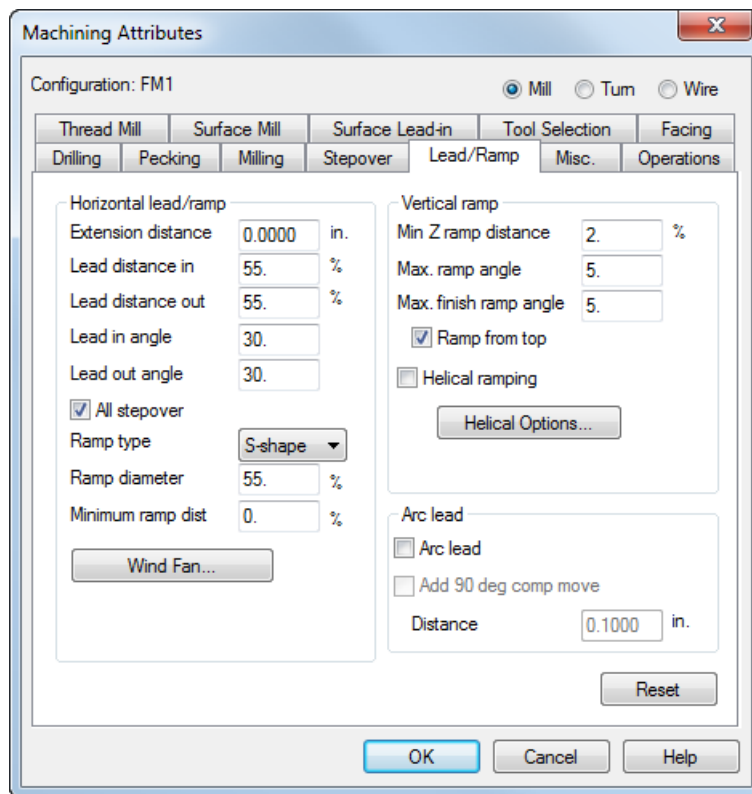 Machining Attributes
Configuration: FM1
Mill Turn Wire
Thread Mill Surface Mill Surface Lead-in Tool Selection Facing
Drilling Pecking Milling Stepover Lead/Ramp Misc. Operations
Horizontal lead/ramp
Extension distance 0.0000 in.
Lead distance in 55. %
Lead distance out 55. %
Lead in angle 30.
Lead out angle 30.
All stepover
Ramp type S-shape
Ramp diameter 55. %
Minimum ramp dist 0. %
Wind Fan...
Vertical ramp
Min Z ramp distance 2. %
Max. ramp angle 5.
Max. finish ramp angle 5.
Ramp from top
Helical ramping
Helical Options...
Arc lead
Arc lead
Add 90 deg comp move
Distance 0.1000 in.
Reset
OK Cancel Help